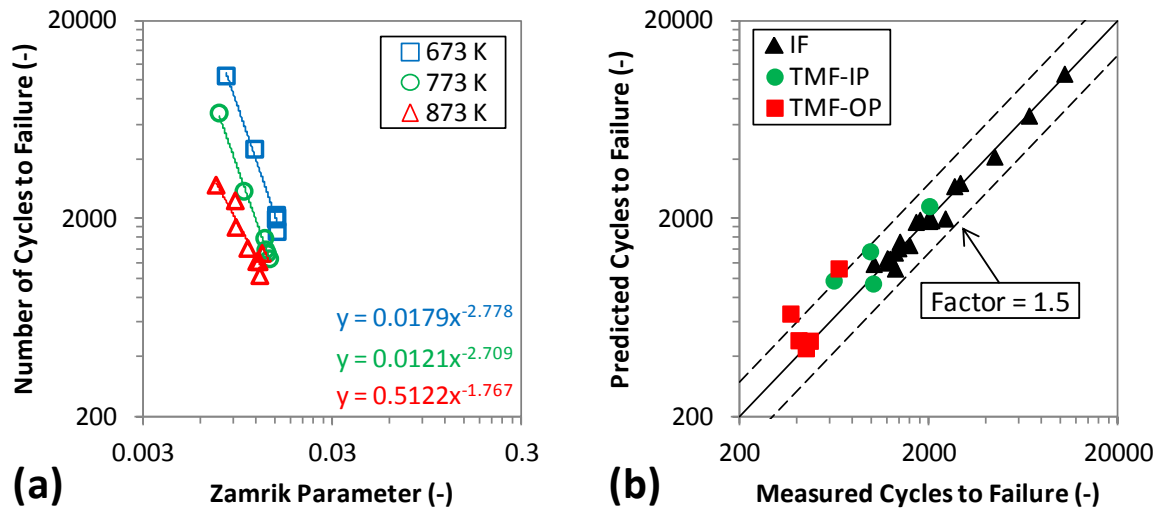 Number of Cycles to Failure (-)
20000
2000
200
673 K
773 K
873 K
y = 0.0179x^-2.778
y = 0.0121x^-2.709
y = 0.5122x^-1.767
0.003 0.03 0.3
(a) Zamrik Parameter (-)
Predicted Cycles to Failure (-)
20000
2000
200
IF
TMF-IP
TMF-OP
Factor = 1.5
200 2000 20000
(b) Measured Cycles to Failure (-)